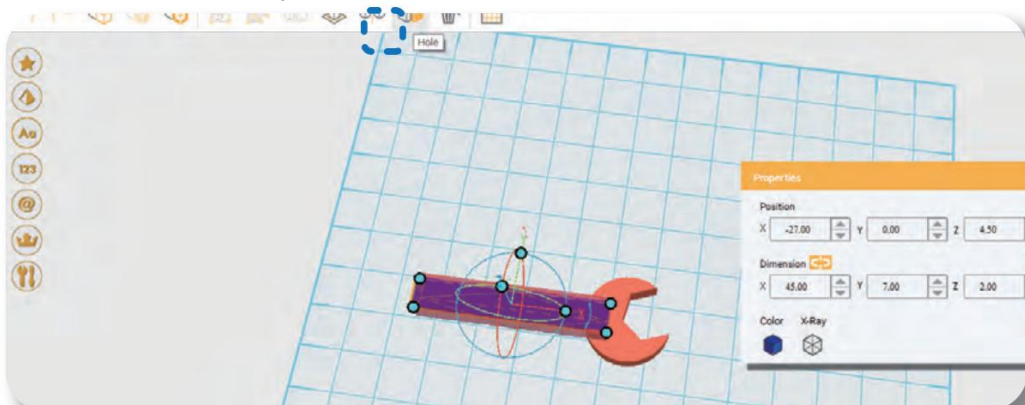 Hole
Aa
123
@
Properties
Position
X -27.00 Y 0.00 Z 4.50
Dimension
X 45.00 Y 7.00 Z 2.00
Color X-Ray
X